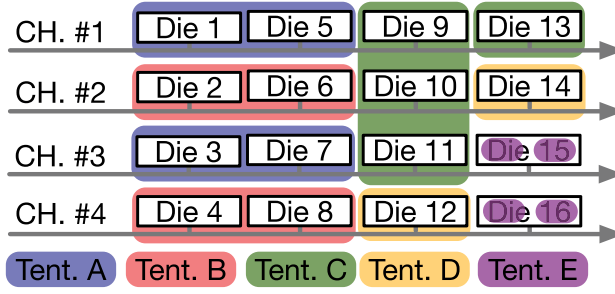 CH. #1 Die 1 Die 5 Die 9 Die 13
CH. #2 Die 2 Die 6 Die 10 Die 14
CH. #3 Die 3 Die 7 Die 11 Die 15
CH. #4 Die 4 Die 8 Die 12 Die 16
Tent. A Tent. B Tent. C Tent. D Tent. E